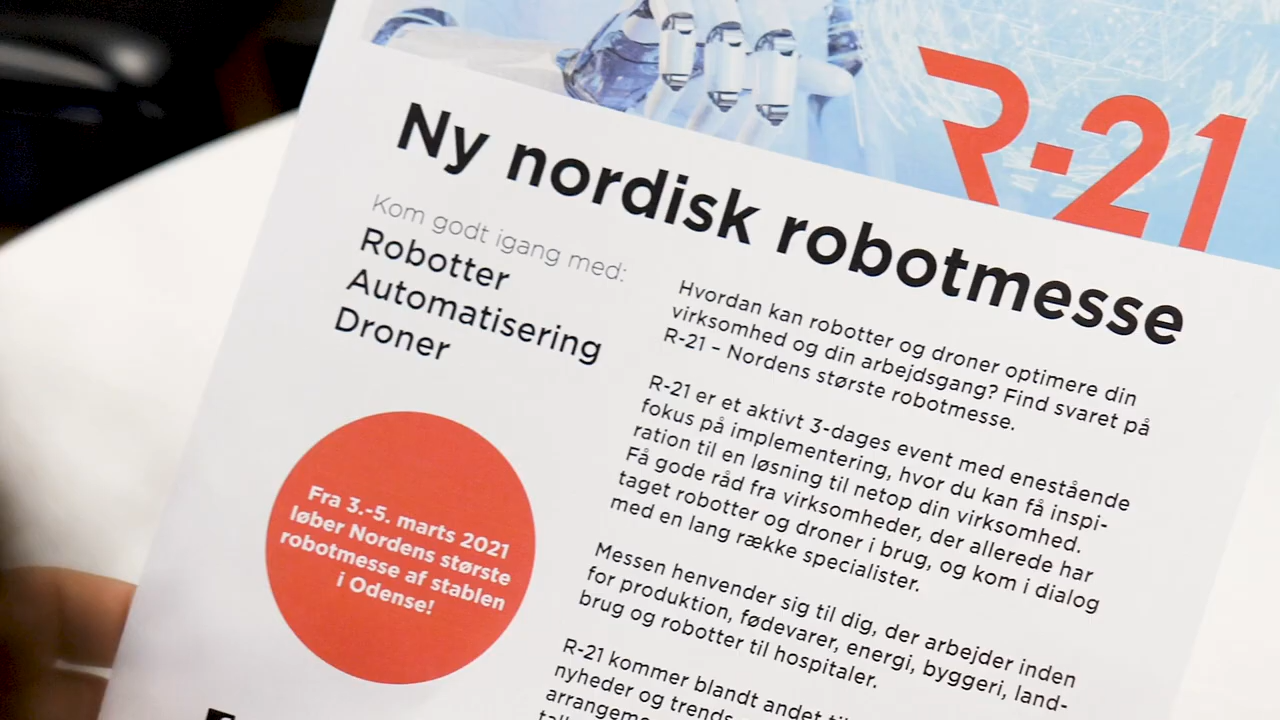 R-21
Ny nordisk robotmesse
Kom godt igang med:
Robotter
Automatisering
Droner
Fra 3.-5. marts 2021
løber Nordens største
robotmesse af stablen
i Odense!
Hvordan kan robotter og droner optimere din
virksomhed og din arbejdsgang? Find svaret på
R-21 – Nordens største robotmesse.
R-21 er et aktivt 3-dages event med enestående
fokus på implementering, hvor du kan få inspi-
ration til en løsning til netop din virksomhed.
Få gode råd fra virksomheder, der allerede har
taget robotter og droner i brug, og kom i dialog
med en lang række specialister.
Messen henvender sig til dig, der arbejder inden
for produktion, fødevarer, energi, byggeri, land-
brug og robotter til hospitaler.
R-21 kommer blandt andet
nyheder og trends